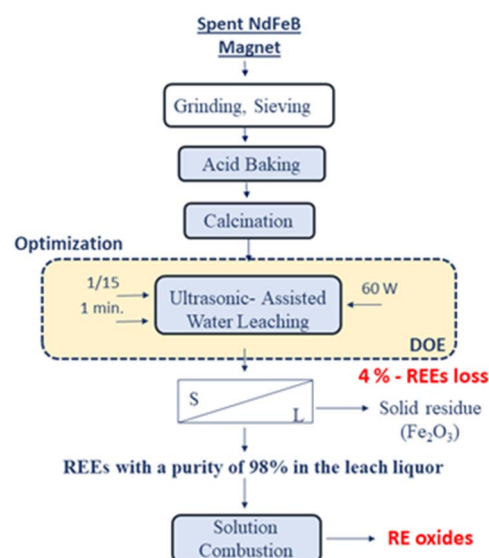 Spent NdFeB
Magnet
Grinding, Sieving
Acid Baking
Calcination
Optimization
1/15
1 min.
Ultrasonic- Assisted
Water Leaching
60 W
DOE
4 % - REEs loss
S
L
Solid residue
(Fe₂O₃)
REEs with a purity of 98% in the leach liquor
Solution
Combustion
RE oxides